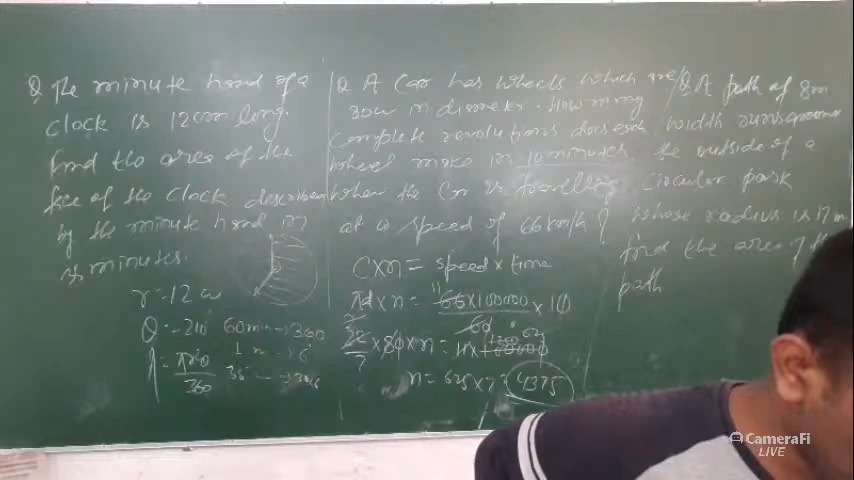 Q The minute hand of a
clock is 12cm long.
find the area of the
face of the clock described
by the minute hand in
35 minutes.
r = 12 cm
θ = 210° 60 min → 360
1 m → 6
A = πr²θ
360
35
Q A Car has wheels which are
80cm in diameter. How many
complete revolutions does each
wheel make in 10 minutes
when the Car is travelling
at a speed of 66 km/h ?
C×n = speed × time
11
πd × n = 66×100000 × 10
60
22 × 80 × n = 11×
7
n = 625×7 = 4375
Q A path of 8m
width runs around
the outside of a
circular park
whose radius is 17m.
find the area of the
path
CameraFi
LIVE